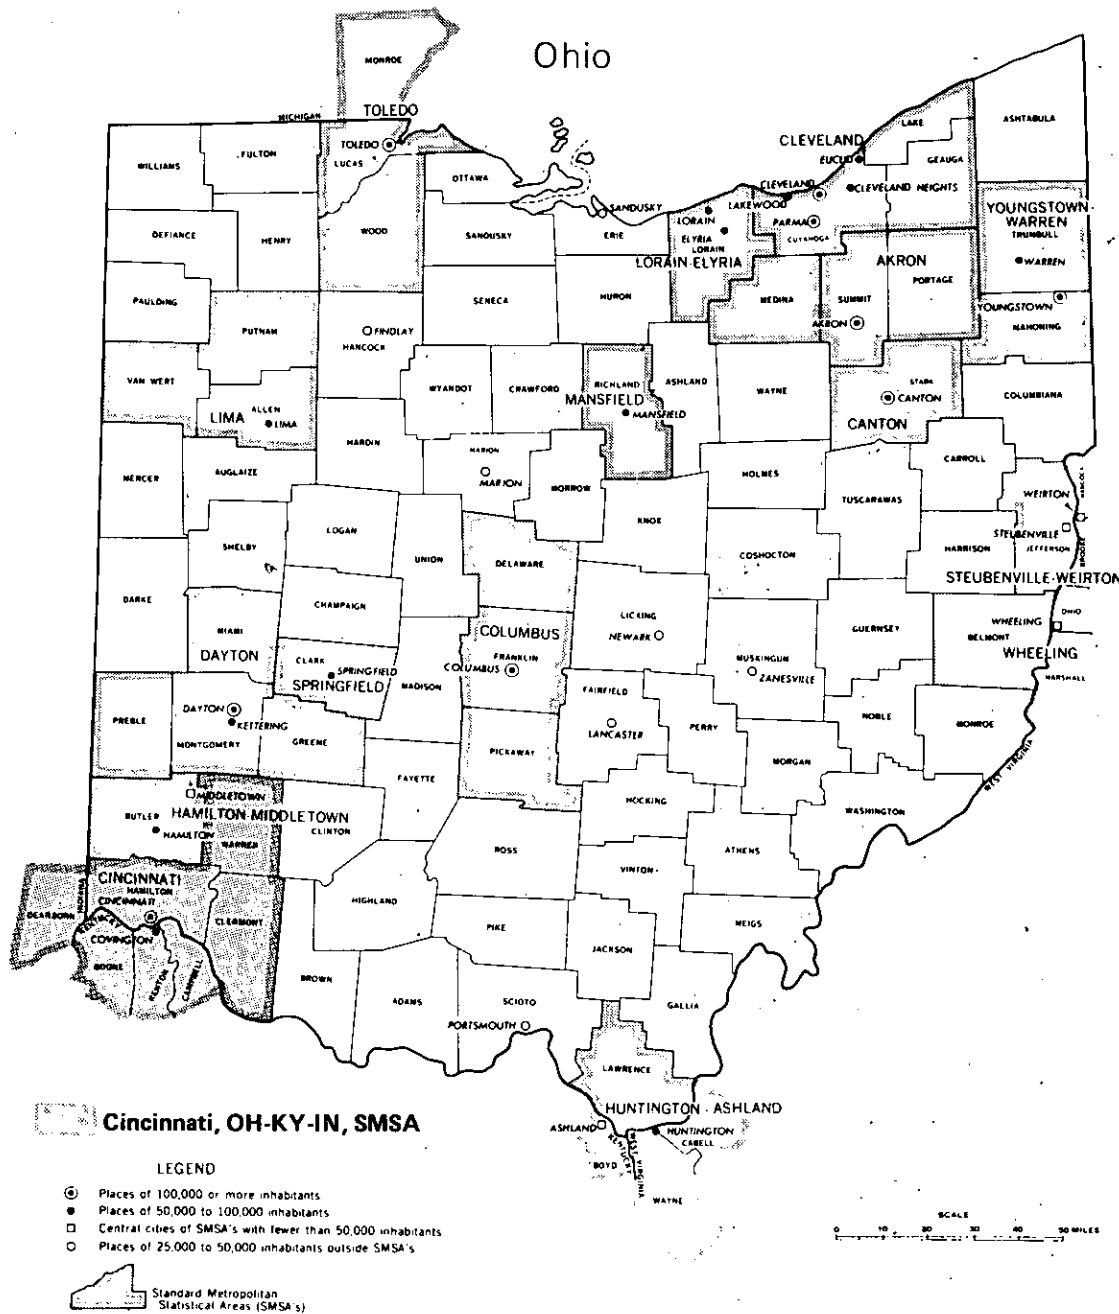 Ohio
MONROE
MICHIGAN
TOLEDO
TOLEDO
LUCAS
WILLIAMS
FULTON
OTTAWA
CLEVELAND
LAKE
ASHTABULA
EUCLID
GEAUGA
CLEVELAND
CLEVELAND HEIGHTS
LAKEWOOD
SANDUSKY
LORAIN
PARMA
YOUNGSTOWN-
WARREN
TRUMBULL
DEFIANCE
HENRY
WOOD
SANDUSKY
ERIE
ELYRIA
LORAIN
CUYAHOGA
LORAIN-ELYRIA
AKRON
WARREN
PAULDING
PUTNAM
SENECA
HURON
MEDINA
SUMMIT
PORTAGE
YOUNGSTOWN
FINDLAY
HANCOCK
AKRON
MAHONING
VAN WERT
WYANDOT
CRAWFORD
RICHLAND
ASHLAND
WAYNE
STARK
CANTON
COLUMBIANA
MANSFIELD
MANSFIELD
LIMA
ALLEN
LIMA
CANTON
HARDIN
MERCER
AUGLAIZE
MARION
MARION
MORROW
HOLMES
CARROLL
TUSCARAWAS
KNOX
LOGAN
WEIRTON
HANCOCK
STEUBENVILLE
JEFFERSON
BROOKE
SHELBY
UNION
DELAWARE
COSHOCTON
HARRISON
STEUBENVILLE-WEIRTON
DARKE
CHAMPAIGN
LICKING
NEWARK
GUERNSEY
OHIO
WHEELING
BELMONT
WHEELING
MARSHALL
MIAMI
DAYTON
COLUMBUS
FRANKLIN
COLUMBUS
MUSKINGUM
ZANESVILLE
CLARK
SPRINGFIELD
SPRINGFIELD
MADISON
FAIRFIELD
LANCASTER
PERRY
NOBLE
MONROE
PREBLE
DAYTON
KETTERING
MONTGOMERY
GREENE
PICKAWAY
MORGAN
WEST VIRGINIA
FAYETTE
MIDDLETOWN
HAMILTON-MIDDLETOWN
BUTLER
HAMILTON
WARREN
CLINTON
HOCKING
WASHINGTON
ROSS
VINTON
ATHENS
CINCINNATI
HAMILTON
CINCINNATI
DEARBORN
INDIANA
KENTUCKY
COVINGTON
CLERMONT
HIGHLAND
PIKE
JACKSON
MEIGS
BOONE
KENTON
CAMPBELL
BROWN
ADAMS
SCIOTO
PORTSMOUTH
GALLIA
LAWRENCE
HUNTINGTON - ASHLAND
ASHLAND
HUNTINGTON
CABELL
KENTUCKY
WEST VIRGINIA
BOYD
WAYNE
Cincinnati, OH-KY-IN, SMSA
LEGEND
Places of 100,000 or more inhabitants
Places of 50,000 to 100,000 inhabitants
Central cities of SMSA's with fewer than 50,000 inhabitants
Places of 25,000 to 50,000 inhabitants outside SMSA's
Standard Metropolitan
Statistical Areas (SMSA's)
SCALE
0 10 20 30 40 50 MILES